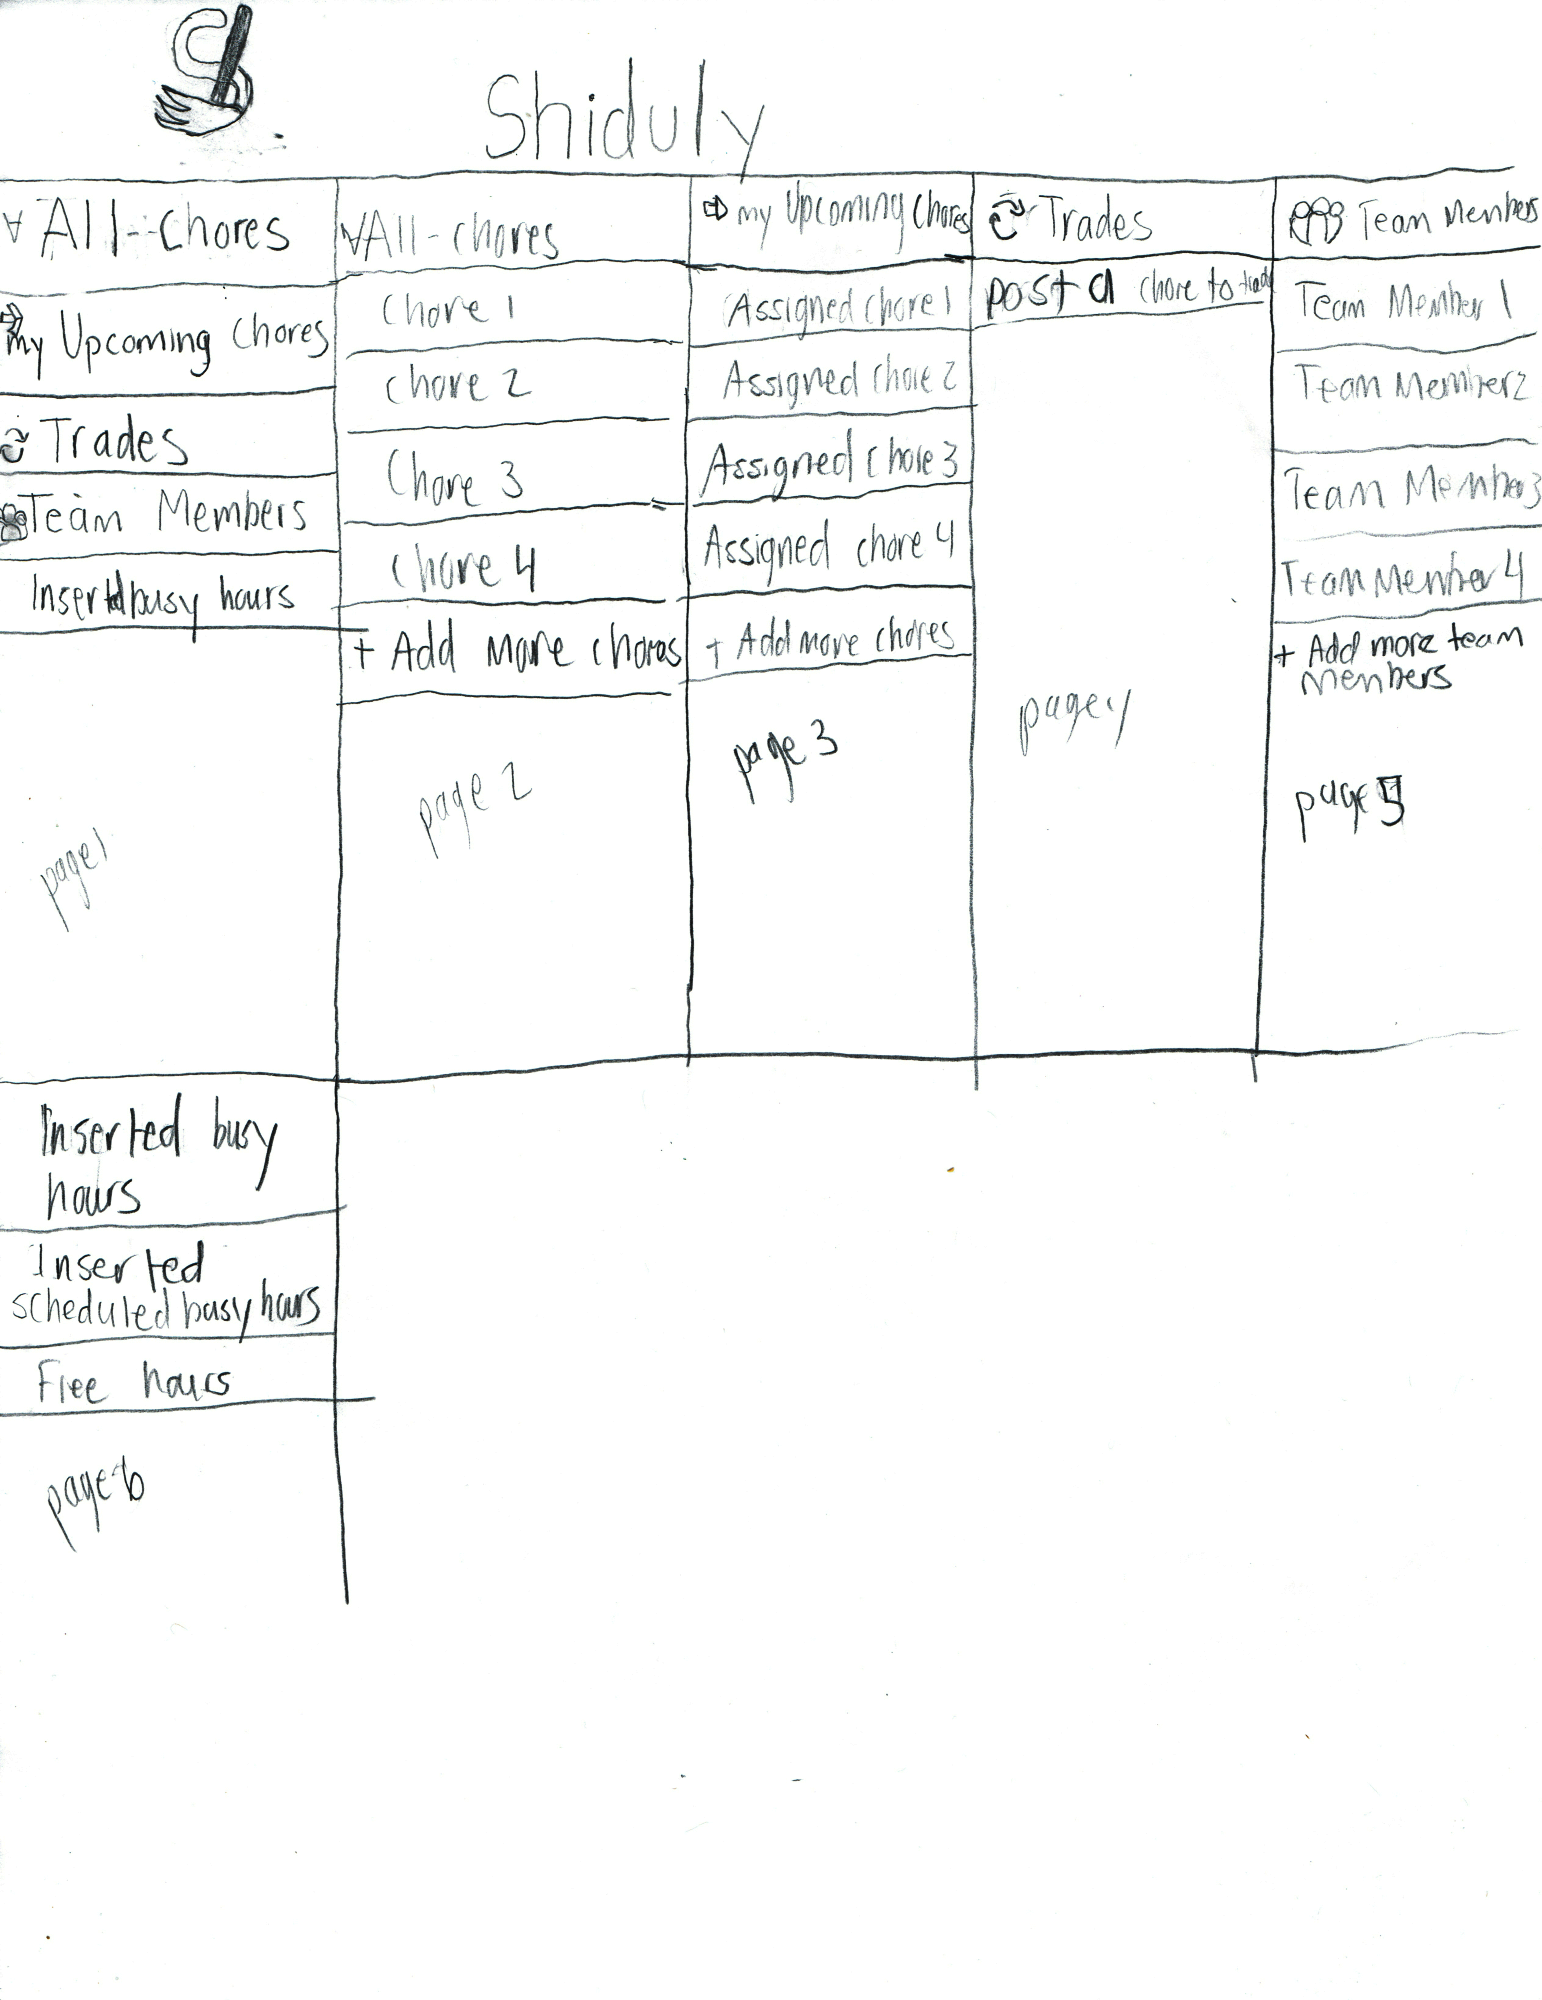 Shiduly
∀ All-chores
My Upcoming Chores
Trades
Team Members
Inserted busy hours
page 1
∀All-chores
Chore 1
chore 2
Chore 3
Chore 4
+ Add more chores
page 2
my Upcoming Chores
Assigned chore 1
Assigned chore 2
Assigned chore 3
Assigned chore 4
+ Add more chores
page 3
Trades
post a chore to trade
page 4
Team Members
Team Member 1
Team Member 2
Team Member 3
Team Member 4
+ Add more team
members
page 5
Inserted busy
hours
Inserted
scheduled busy hours
Free hours
page 6